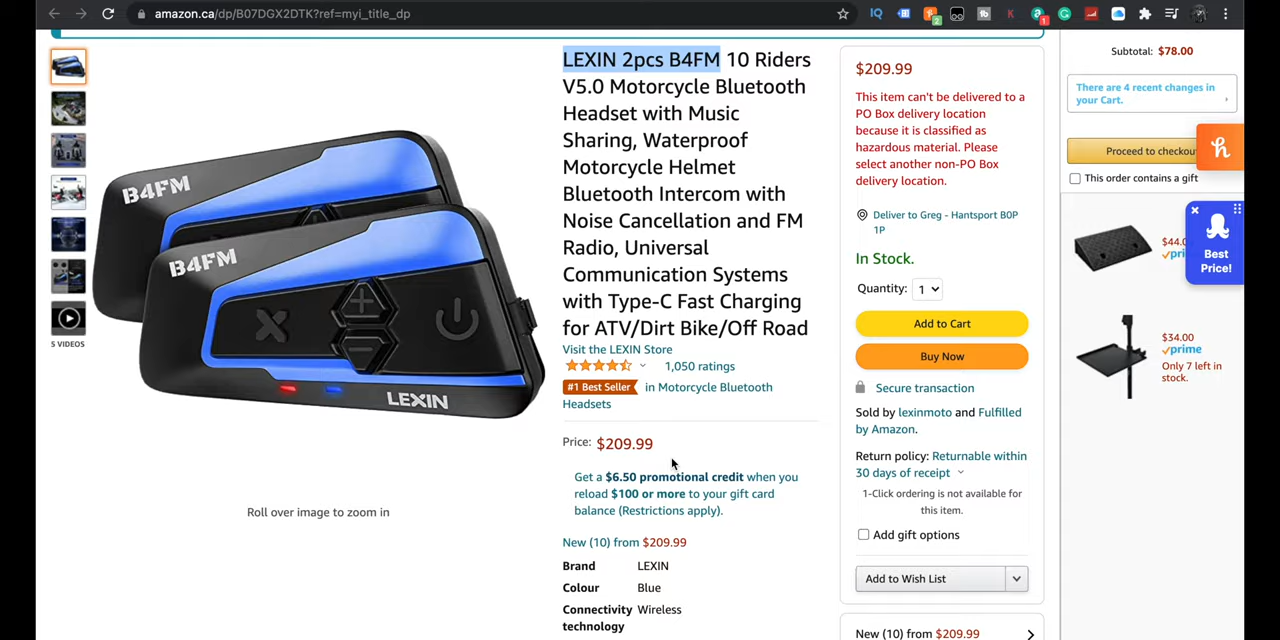 amazon.ca/dp/B07DGX2DTK?ref=myi_title_dp
LEXIN 2pcs B4FM 10 Riders
V5.0 Motorcycle Bluetooth
Headset with Music
Sharing, Waterproof
Motorcycle Helmet
Bluetooth Intercom with
Noise Cancellation and FM
Radio, Universal
Communication Systems
with Type-C Fast Charging
for ATV/Dirt Bike/Off Road
Visit the LEXIN Store
1,050 ratings
#1 Best Seller in Motorcycle Bluetooth
Headsets
Price: $209.99
Get a $6.50 promotional credit when you
reload $100 or more to your gift card
balance (Restrictions apply).
New (10) from $209.99
Brand LEXIN
Colour Blue
Connectivity Wireless
technology
B4FM
B4FM
LEXIN
5 VIDEOS
Roll over image to zoom in
$209.99
This item can't be delivered to a
PO Box delivery location
because it is classified as
hazardous material. Please
select another non-PO Box
delivery location.
Deliver to Greg - Hantsport B0P
1P
In Stock.
Quantity: 1
Add to Cart
Buy Now
Secure transaction
Sold by lexinmoto and Fulfilled
by Amazon.
Return policy: Returnable within
30 days of receipt
1-Click ordering is not available for
this item.
Add gift options
Add to Wish List
New (10) from $209.99
Subtotal: $78.00
There are 4 recent changes in
your Cart.
Proceed to checkou
This order contains a gift
h
Best
Price!
$44.0
pri
$34.00
prime
Only 7 left in
stock.